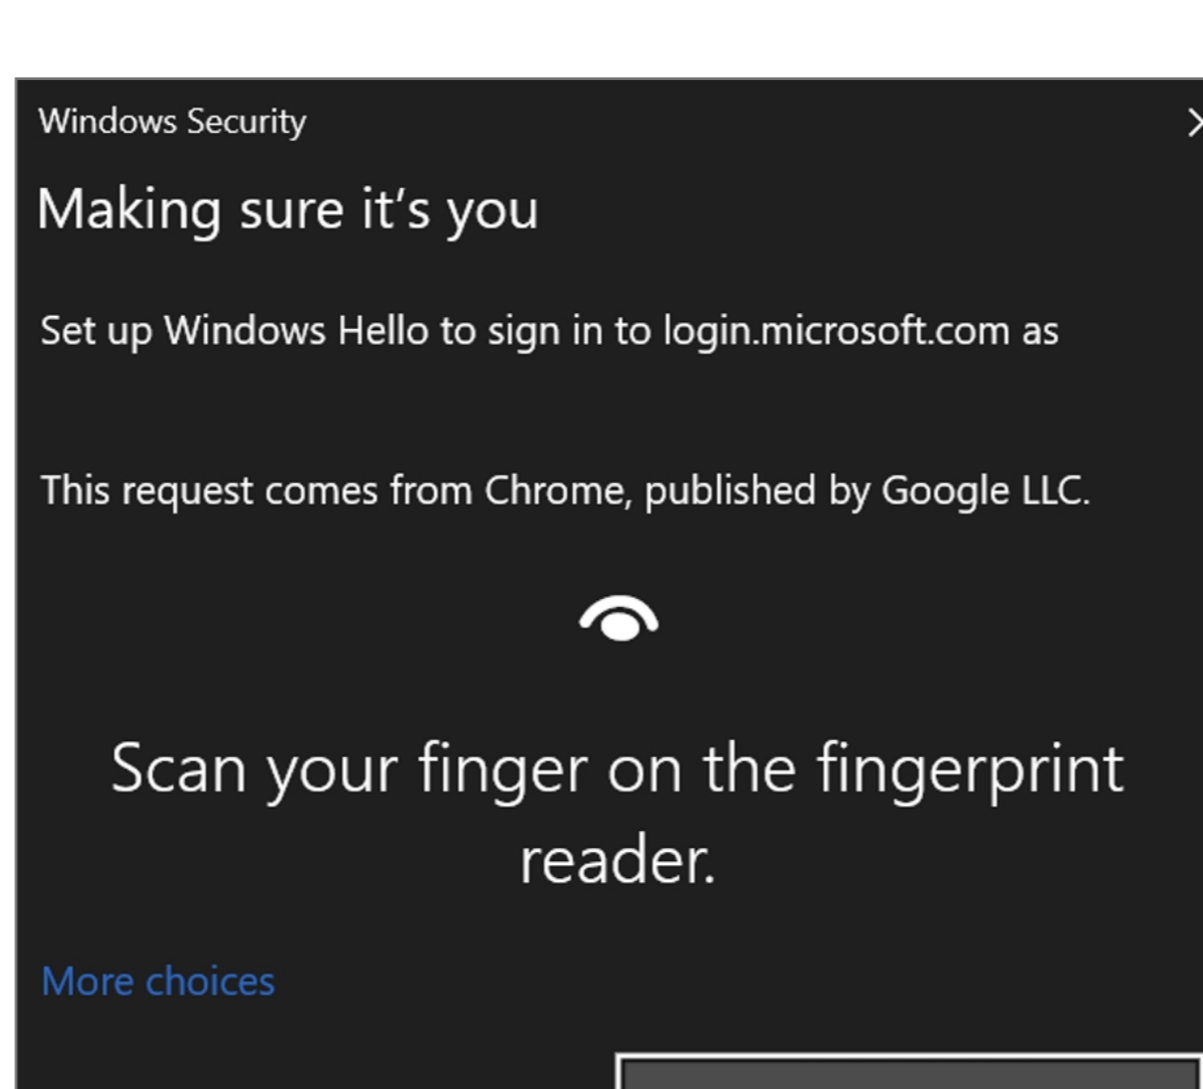 Windows Security
Making sure it’s you
Set up Windows Hello to sign in to login.microsoft.com as
This request comes from Chrome, published by Google LLC.
Scan your finger on the fingerprint
reader.
More choices